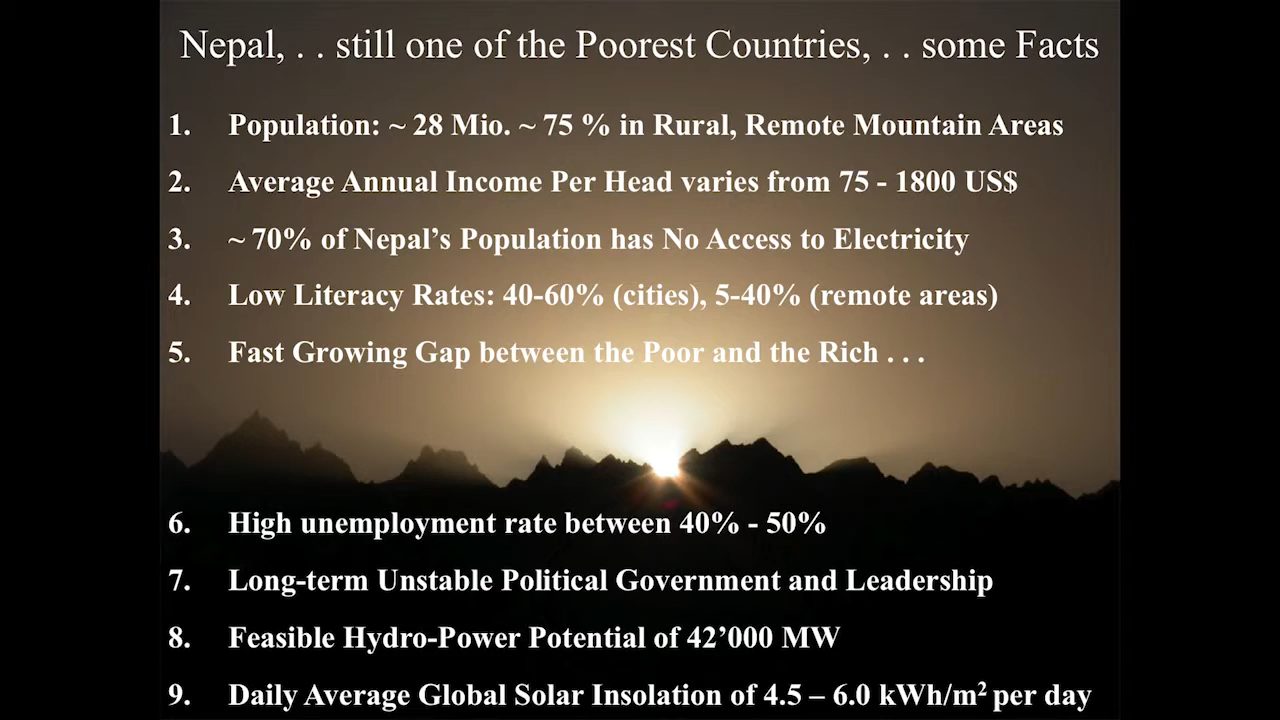 Nepal, . . still one of the Poorest Countries, . . some Facts
1. Population: ~ 28 Mio. ~ 75 % in Rural, Remote Mountain Areas
2. Average Annual Income Per Head varies from 75 - 1800 US$
3. ~ 70% of Nepal’s Population has No Access to Electricity
4. Low Literacy Rates: 40-60% (cities), 5-40% (remote areas)
5. Fast Growing Gap between the Poor and the Rich . . .
6. High unemployment rate between 40% - 50%
7. Long-term Unstable Political Government and Leadership
8. Feasible Hydro-Power Potential of 42’000 MW
9. Daily Average Global Solar Insolation of 4.5 – 6.0 kWh/m² per day